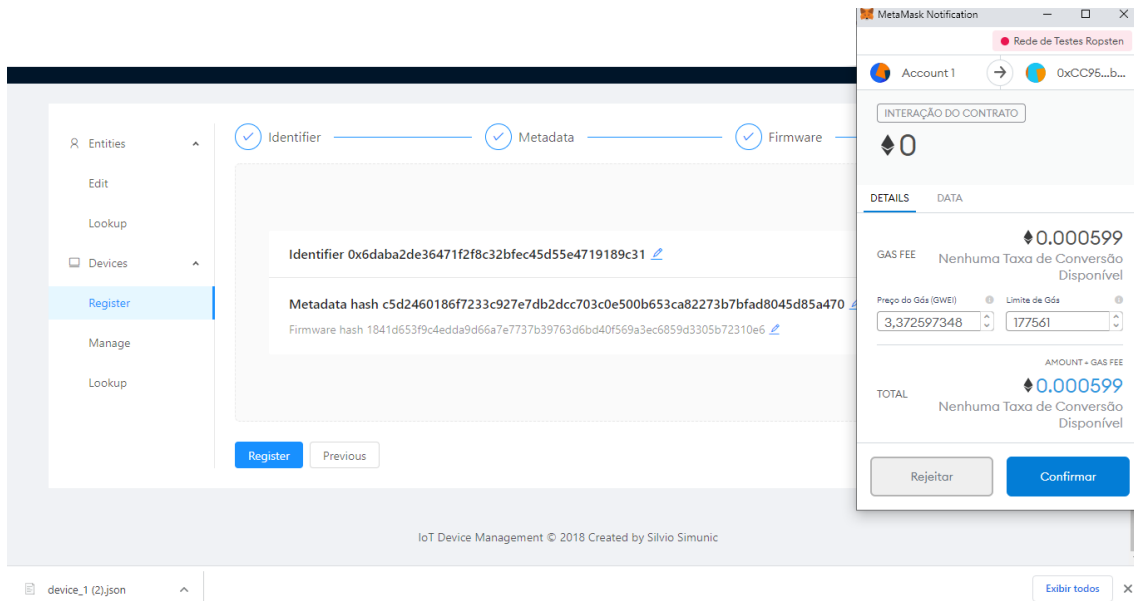 MetaMask Notification
Rede de Testes Ropsten
Account 1
0xCC95...b...
INTERAÇÃO DO CONTRATO
0
DETAILS
DATA
GAS FEE
0.000599
Nenhuma Taxa de Conversão
Disponível
Preço do Gás (GWEI)
Limite de Gás
3,372597348
177561
AMOUNT + GAS FEE
TOTAL
0.000599
Nenhuma Taxa de Conversão
Disponível
Rejeitar
Confirmar
Entities
Edit
Lookup
Devices
Register
Manage
Lookup
Identifier
Metadata
Firmware
Identifier 0x6daba2de36471f2f8c32bfec45d55e4719189c31
Metadata hash c5d2460186f7233c927e7db2dcc703c0e500b653ca82273b7bfad8045d85a470
Firmware hash 1841d653f9c4edda9d66a7e7737b39763d6bd40f569a3ec6859d3305b72310e6
Register
Previous
IoT Device Management © 2018 Created by Silvio Simunic
device_1 (2).json
Exibir todos